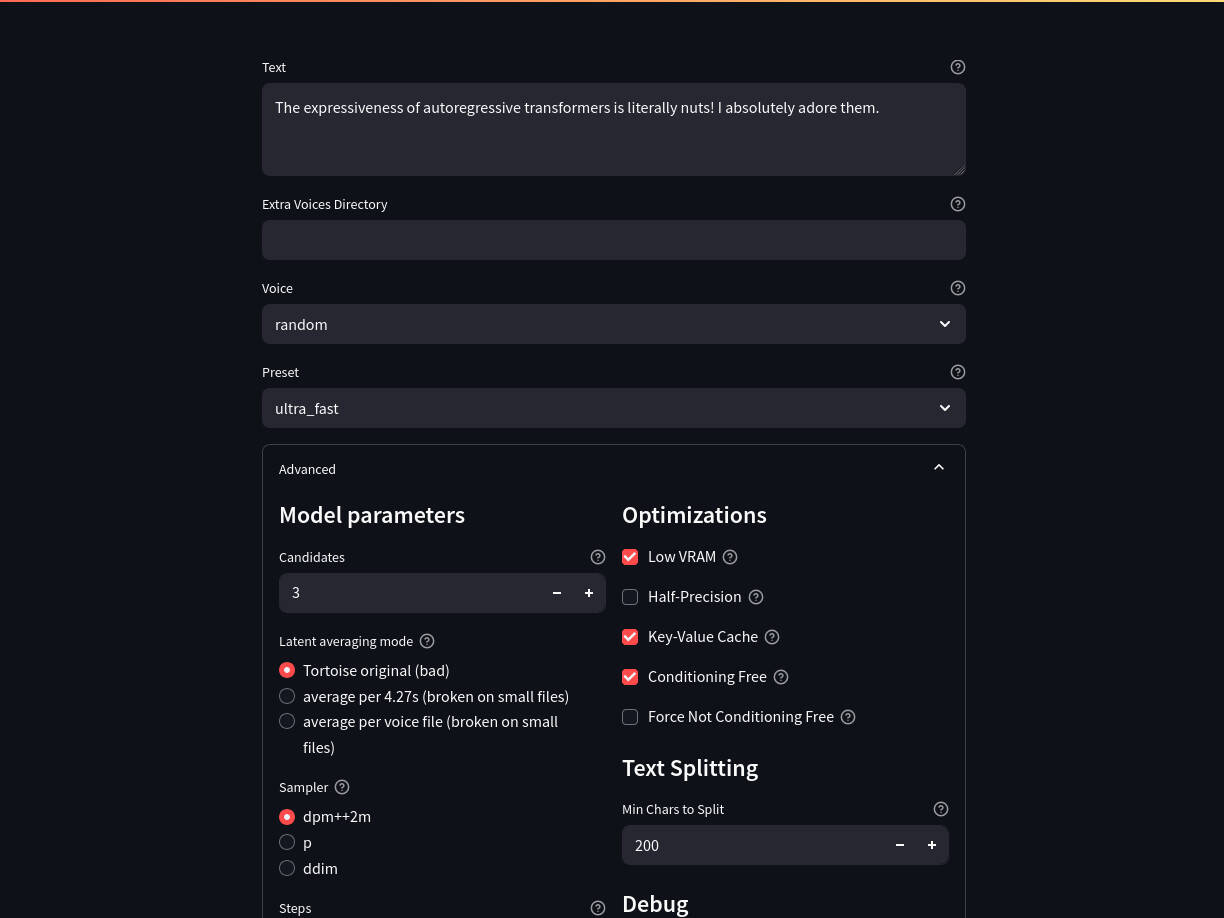 Text
The expressiveness of autoregressive transformers is literally nuts! I absolutely adore them.
Extra Voices Directory
Voice
random
Preset
ultra_fast
Advanced
Model parameters
Candidates
3
Latent averaging mode
Tortoise original (bad)
average per 4.27s (broken on small files)
average per voice file (broken on small
files)
Sampler
dpm++2m
p
ddim
Steps
Optimizations
Low VRAM
Half-Precision
Key-Value Cache
Conditioning Free
Force Not Conditioning Free
Text Splitting
Min Chars to Split
200
Debug